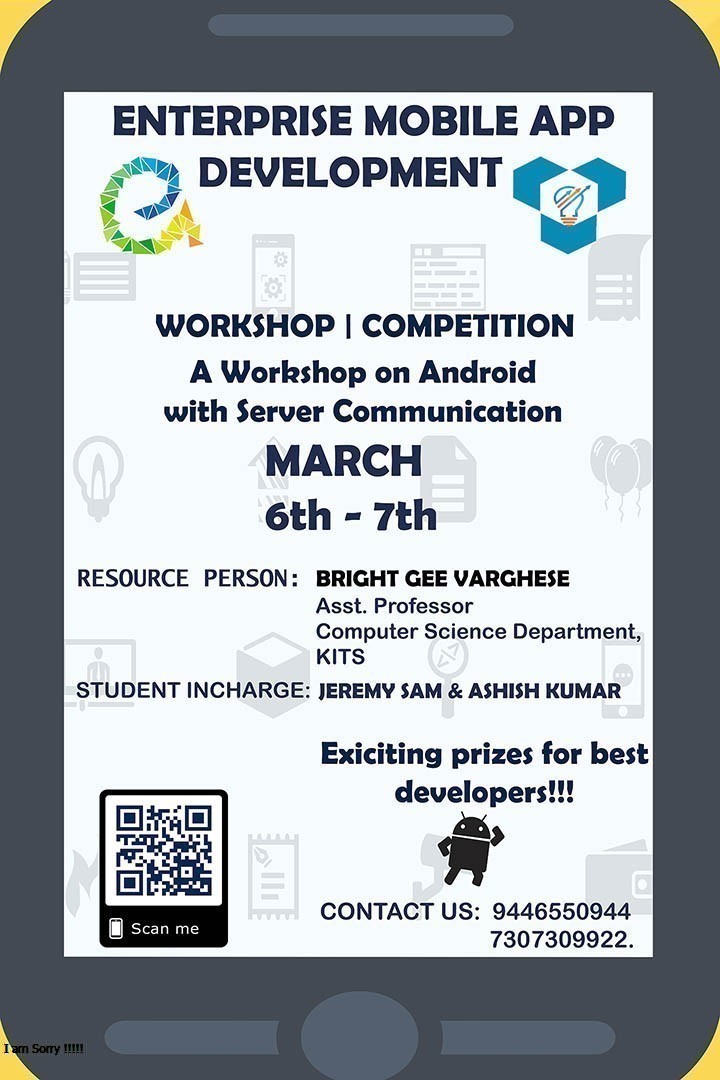 ENTERPRISE MOBILE APP
DEVELOPMENT
WORKSHOP | COMPETITION
A Workshop on Android
with Server Communication
MARCH
6th - 7th
RESOURCE PERSON: BRIGHT GEE VARGHESE
Asst. Professor
Computer Science Department,
KITS
STUDENT INCHARGE: JEREMY SAM & ASHISH KUMAR
Exiciting prizes for best
developers!!!
Scan me
CONTACT US: 9446550944
7307309922.
I am Sorry !!!!!